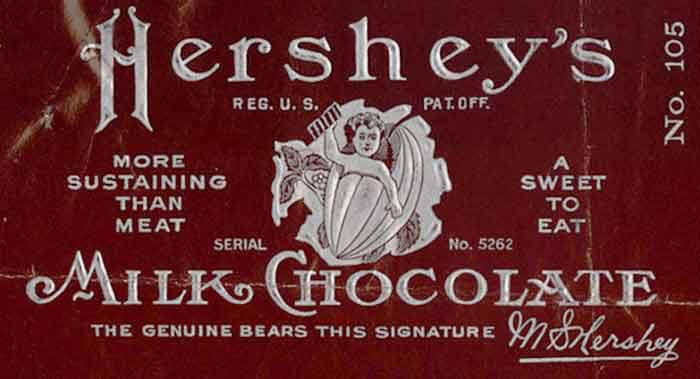 Hershey's
No. 105
REG. U. S. PAT. OFF.
MORE
SUSTAINING
THAN
MEAT
A
SWEET
TO
EAT
SERIAL No. 5262
MILK CHOCOLATE
THE GENUINE BEARS THIS SIGNATURE M S Hershey